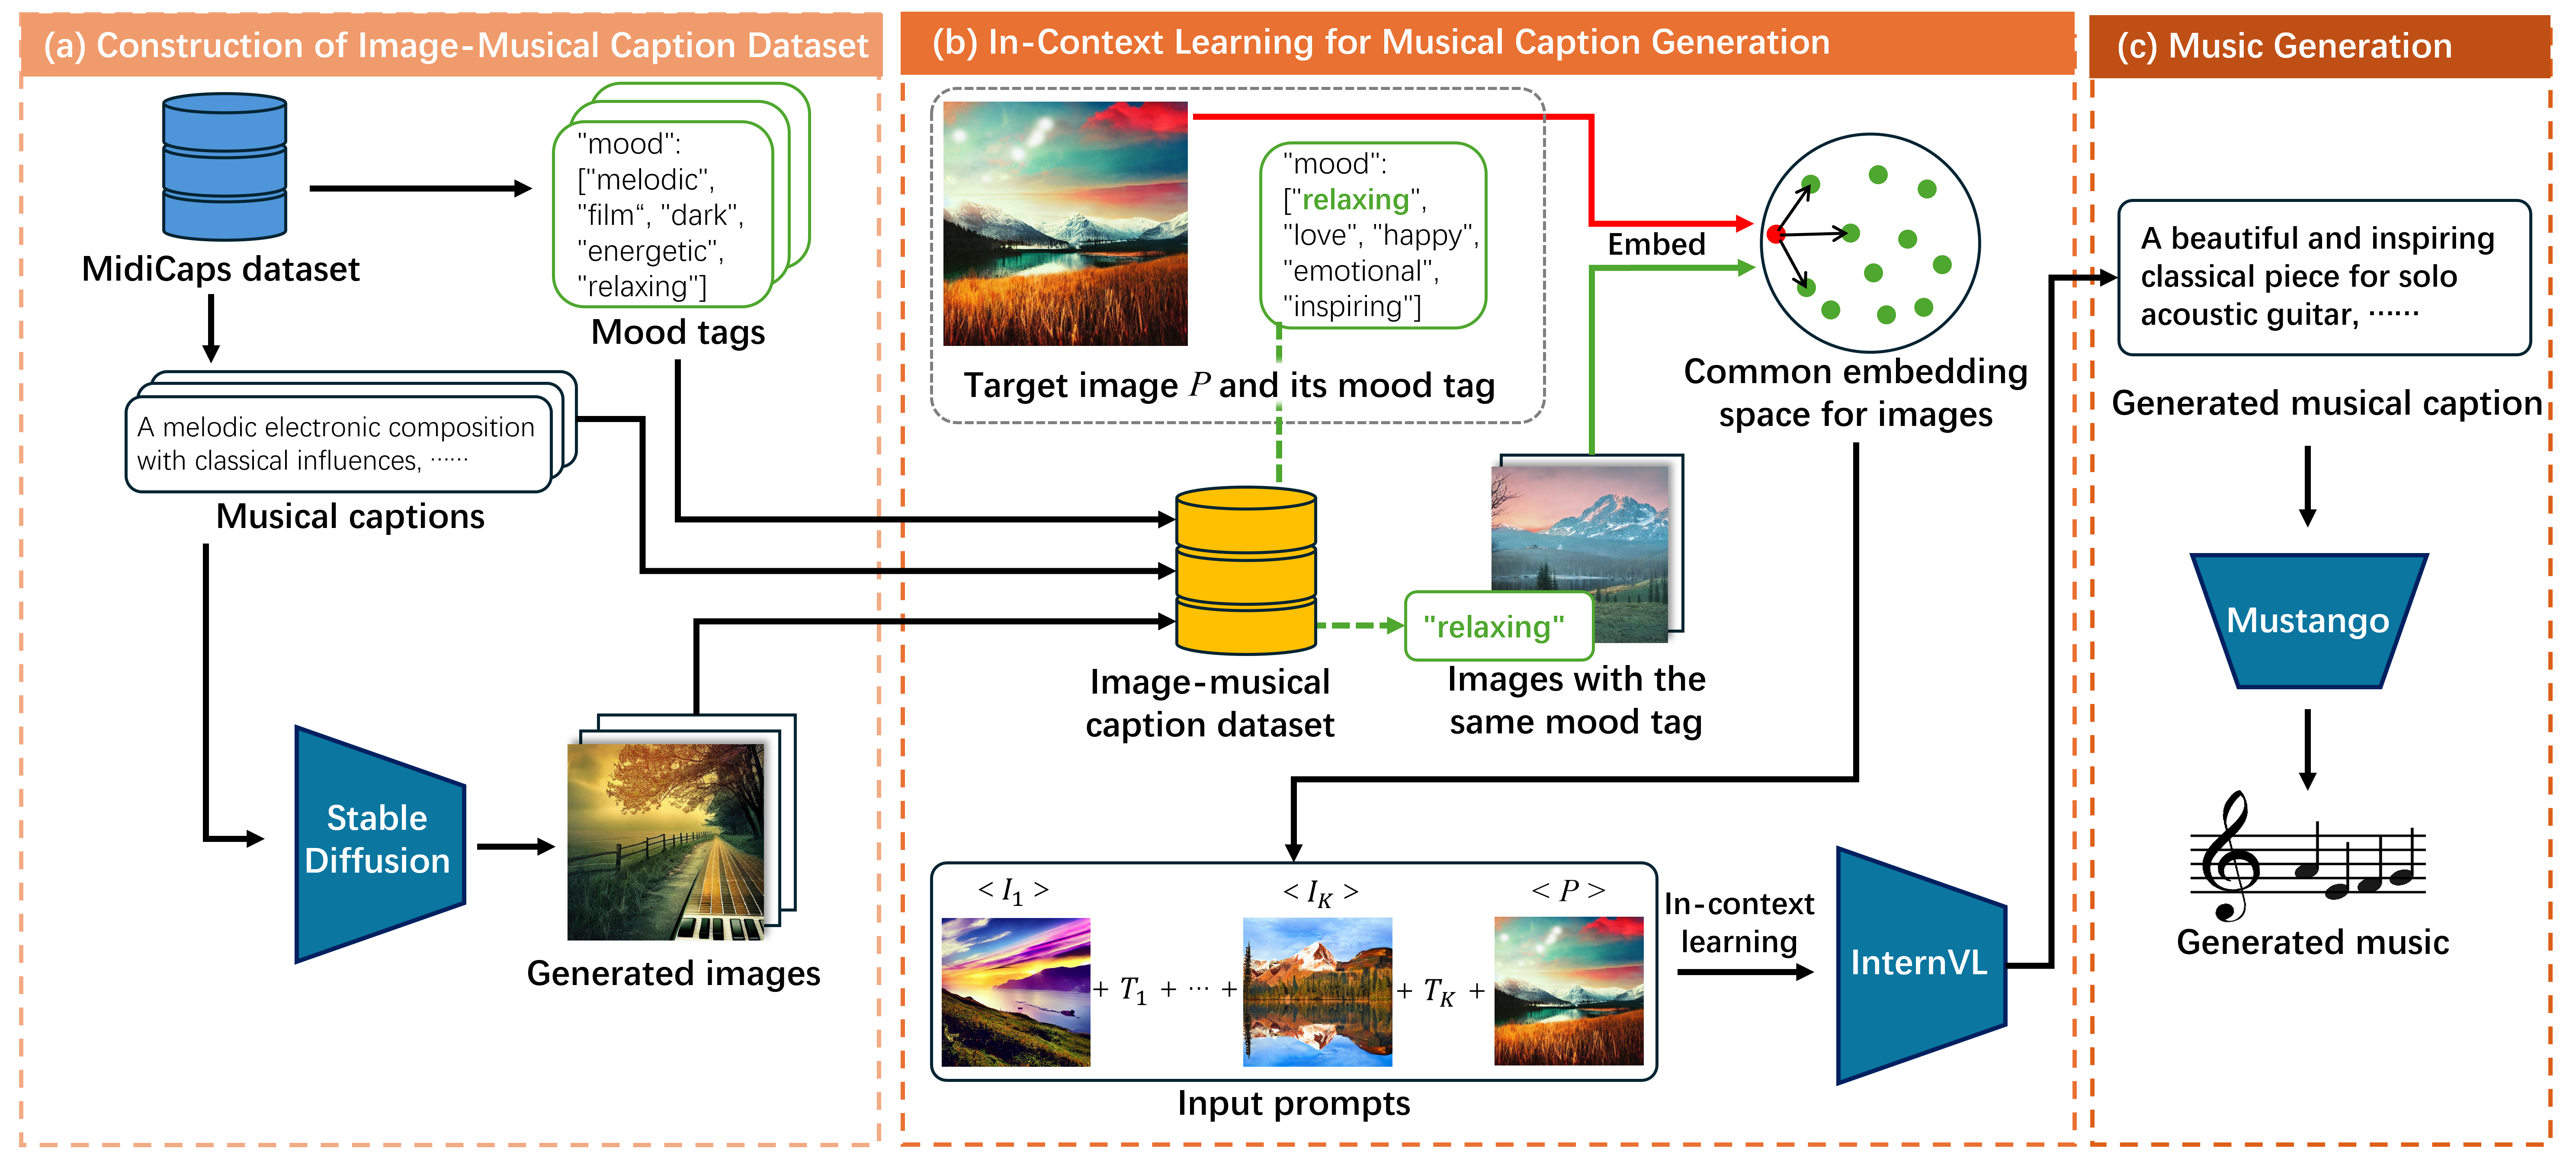 (a) Construction of Image-Musical Caption Dataset
MidiCaps dataset
"mood":
["melodic",
"film“, "dark",
"energetic",
"relaxing"]
Mood tags
A melodic electronic composition
with classical influences, ······
Musical captions
Stable
Diffusion
Generated images
(b) In-Context Learning for Musical Caption Generation
"mood":
["relaxing",
"love", "happy",
"emotional",
"inspiring"]
Target image P and its mood tag
Embed
Common embedding
space for images
Image-musical
caption dataset
"relaxing"
Images with the
same mood tag
< I₁ >
< I_K >
< P >
+ T₁ + ··· +
+ T_K +
Input prompts
In-context
learning
InternVL
(c) Music Generation
A beautiful and inspiring
classical piece for solo
acoustic guitar, ······
Generated musical caption
Mustango
Generated music